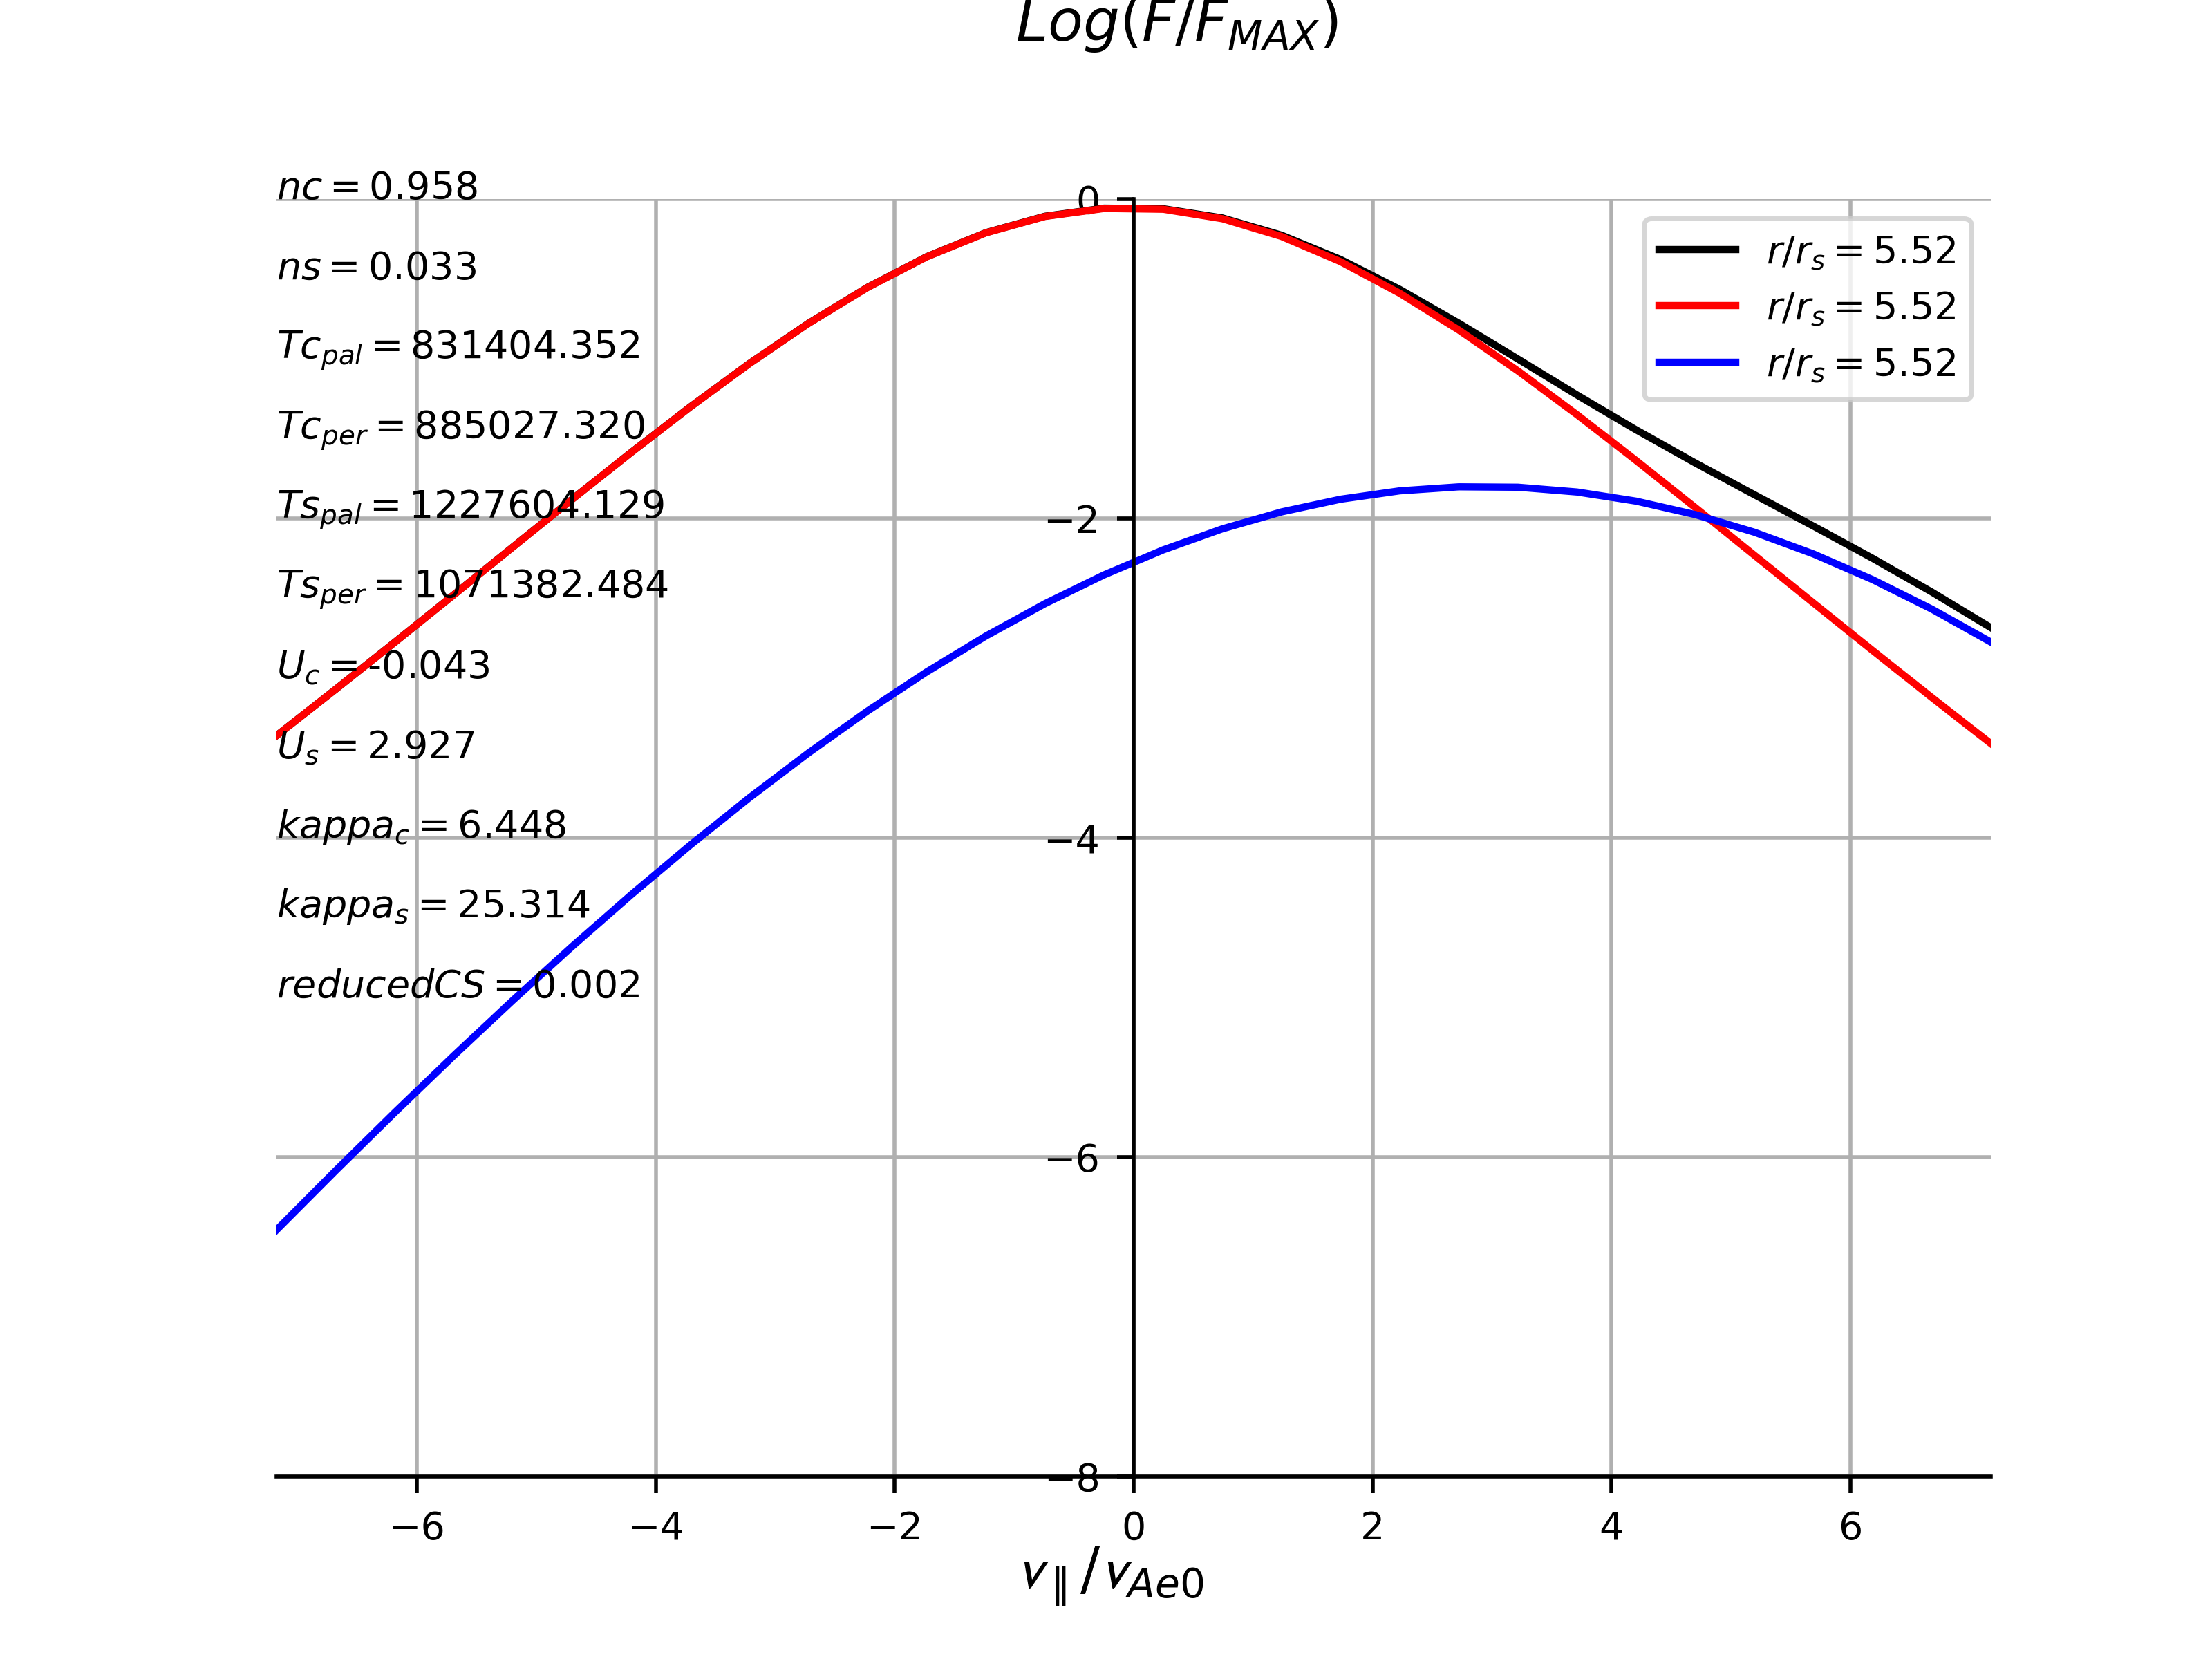 Log(F/F_MAX)
nc = 0.958
ns = 0.033
Tc_pal = 831404.352
Tc_per = 885027.320
Ts_pal = 1227604.129
Ts_per = 1071382.484
U_c = -0.043
U_s = 2.927
kappa_c = 6.448
kappa_s = 25.314
reducedCS = 0.002
r/r_s = 5.52
r/r_s = 5.52
r/r_s = 5.52
0
−2
−4
−6
−8
−6 −4 −2 0 2 4 6
v_∥/v_Ae0